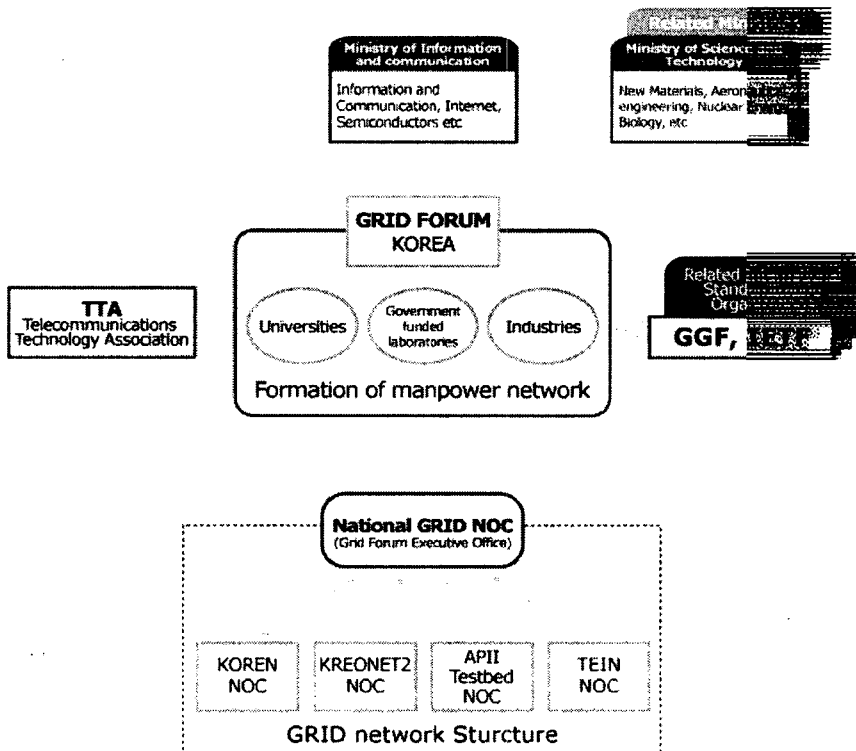 Related
Ministry of Information
and communication
Ministry of Science and
Technology
Information and
Communication, Internet,
Semiconductors etc
New Materials,
engineering, Nuclear
Biology, etc
GRID FORUM
KOREA
TTA
Telecommunications
Technology Association
Universities
Government
funded
laboratories
Industries
Related
GGF,
Formation of manpower network
National GRID NOC
(Grid Forum Executive Office)
KOREN
NOC
KREONET2
NOC
APII
Testbed
NOC
TEIN
NOC
GRID network Sturcture